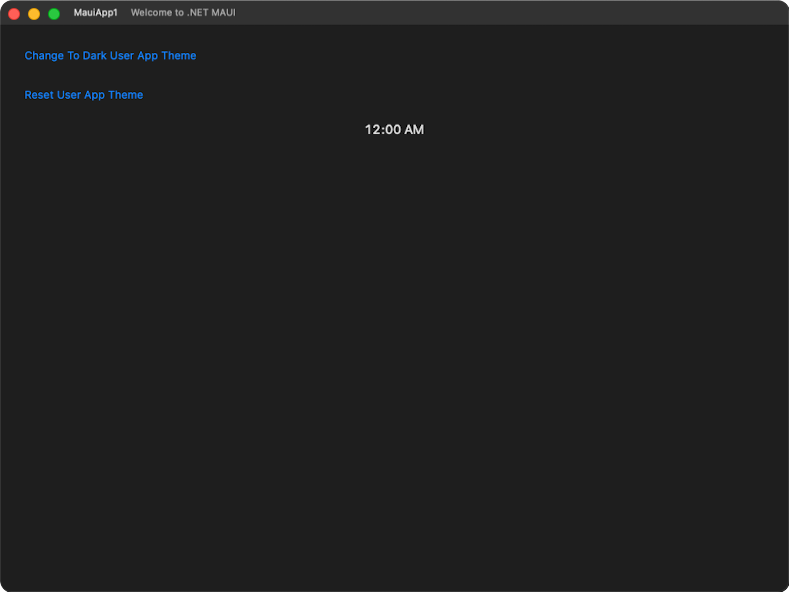 MauiApp1 Welcome to .NET MAUI
Change To Dark User App Theme
Reset User App Theme
12:00 AM